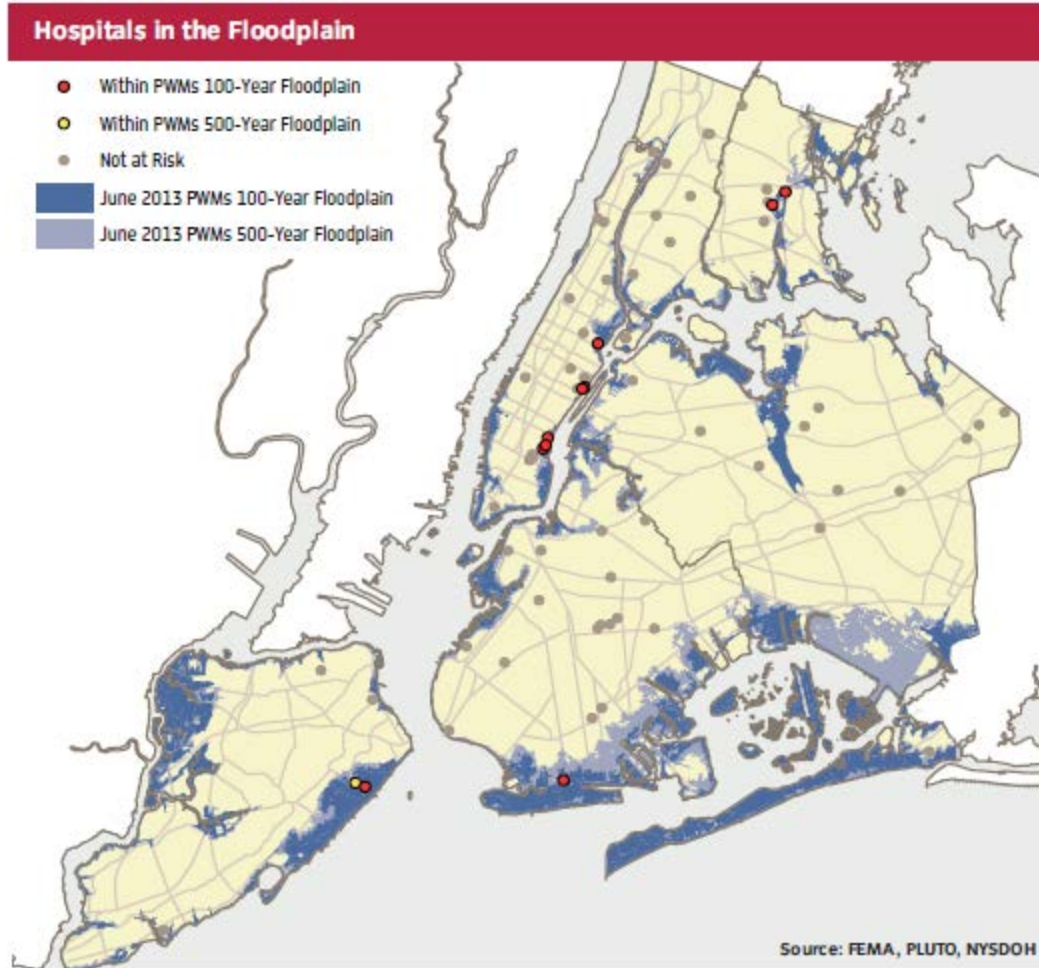 Hospitals in the Floodplain
Within PWMs 100-Year Floodplain
Within PWMs 500-Year Floodplain
Not at Risk
June 2013 PWMs 100-Year Floodplain
June 2013 PWMs 500-Year Floodplain
Source: FEMA, PLUTO, NYSDOH